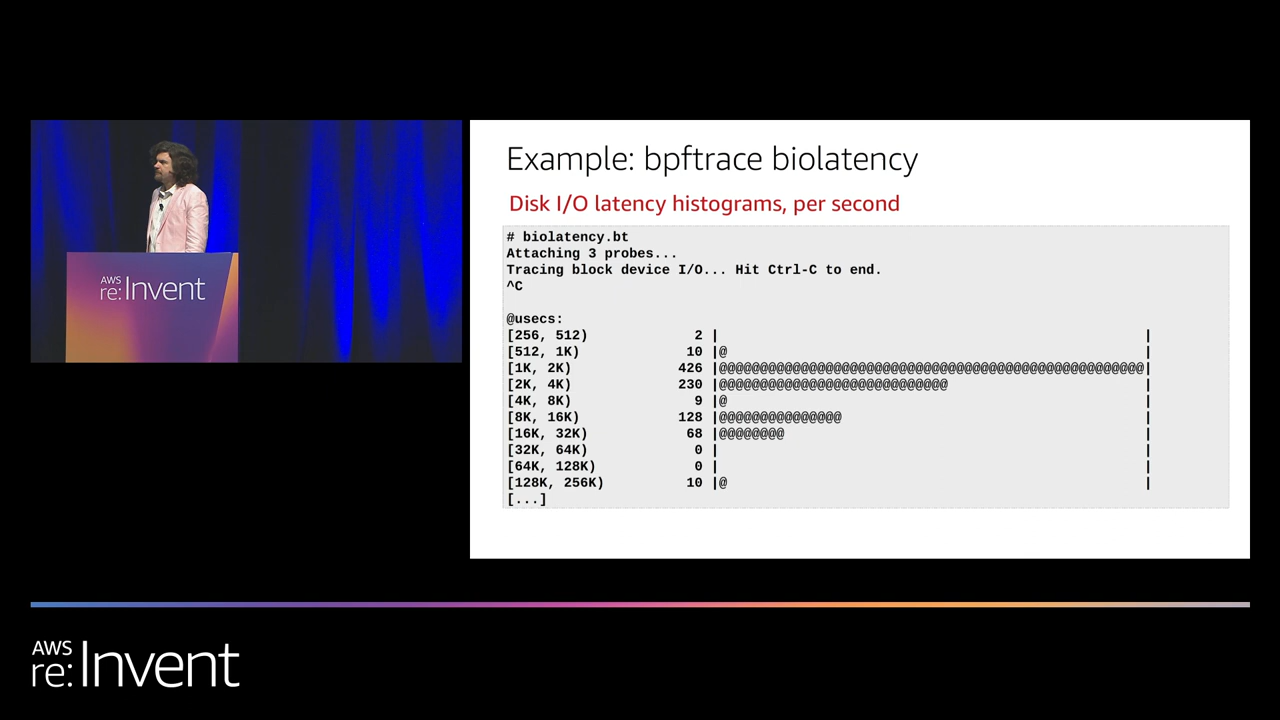 AWS
re:Invent
Example: bpftrace biolatency
Disk I/O latency histograms, per second
# biolatency.bt
Attaching 3 probes...
Tracing block device I/O... Hit Ctrl-C to end.
^C
@usecs:
[256, 512) 2 | |
[512, 1K) 10 |@ |
[1K, 2K) 426 |@@@@@@@@@@@@@@@@@@@@@@@@@@@@@@@@@@@@@@@@@@@@@@@@@@@@|
[2K, 4K) 230 |@@@@@@@@@@@@@@@@@@@@@@@@@@@@ |
[4K, 8K) 9 |@ |
[8K, 16K) 128 |@@@@@@@@@@@@@@@ |
[16K, 32K) 68 |@@@@@@@@ |
[32K, 64K) 0 | |
[64K, 128K) 0 | |
[128K, 256K) 10 |@ |
[...]
AWS
re:Invent